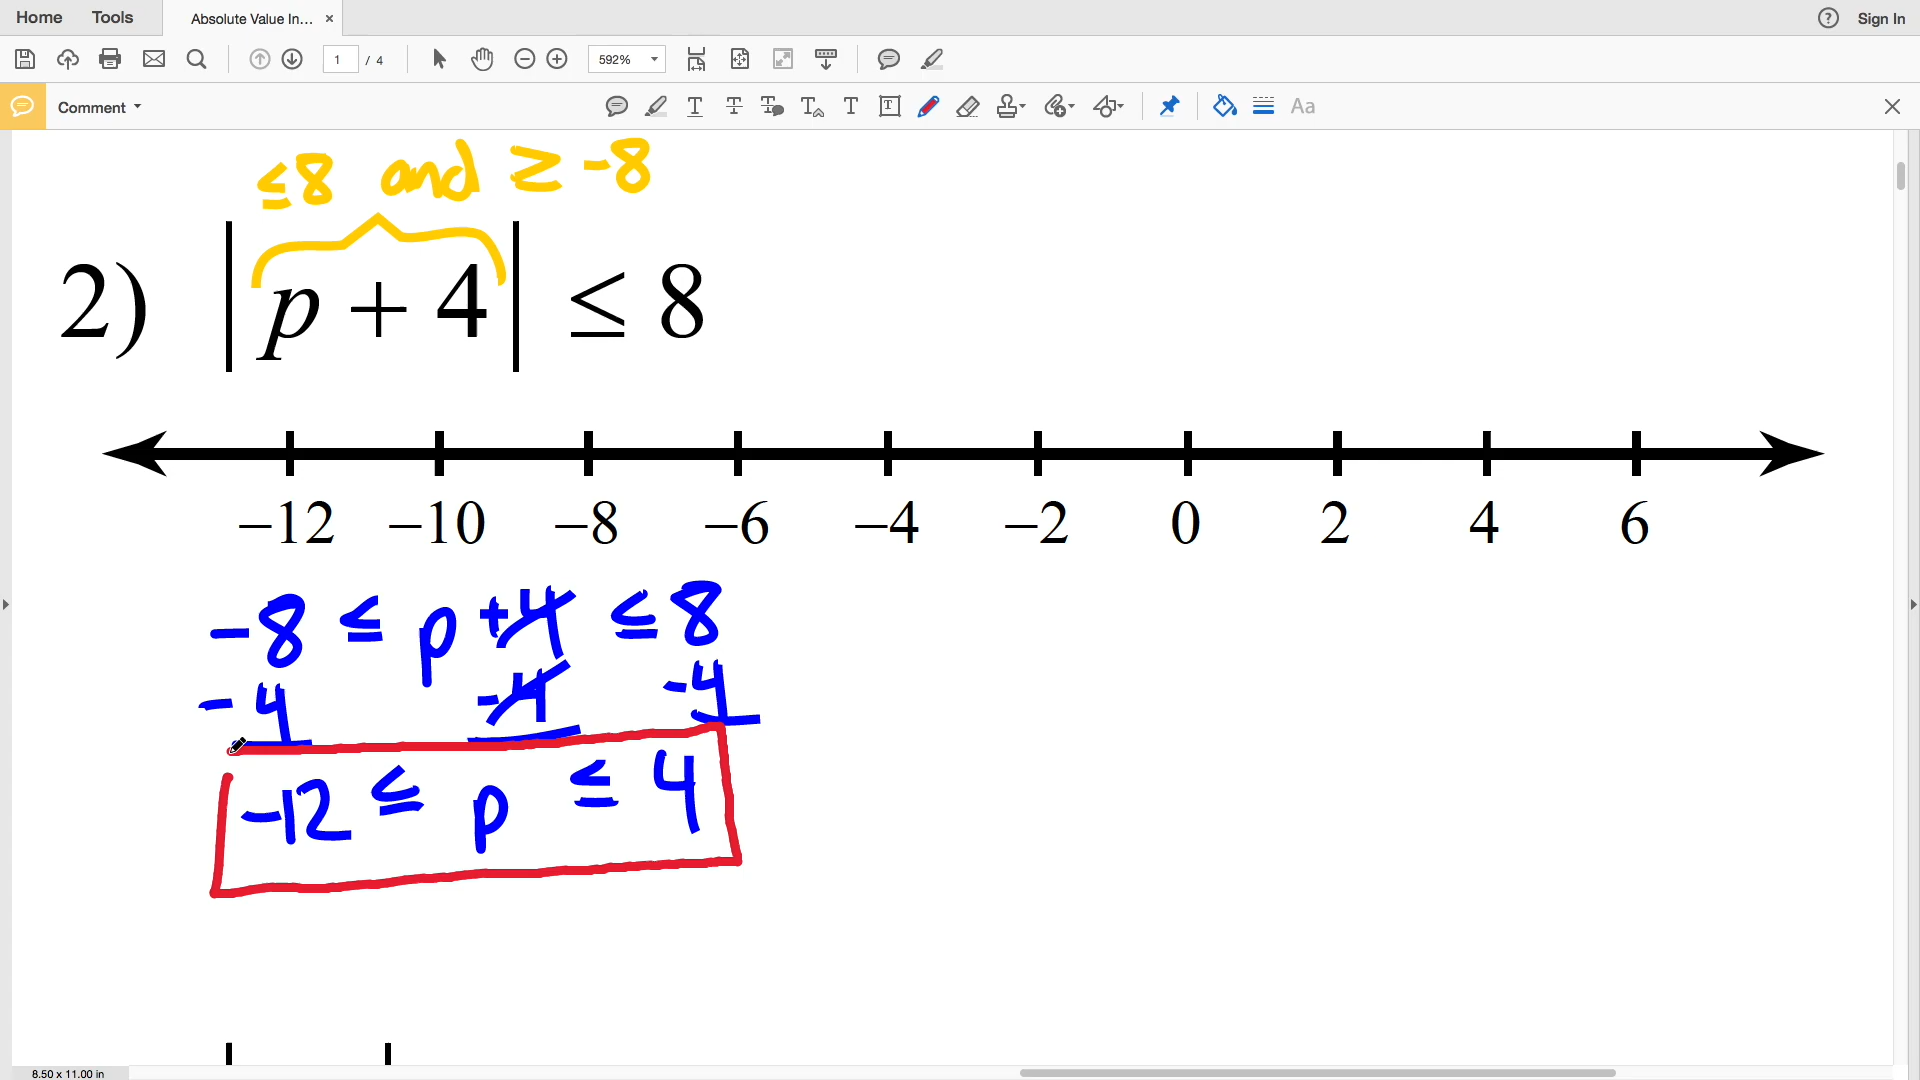 Home Tools Absolute Value In... × ? Sign In
1 / 4 592%
Comment T T T T T T Aa
≤8 and ≥ -8
2) |p + 4| ≤ 8
−12 −10 −8 −6 −4 −2 0 2 4 6
-8 ≤ p +4 ≤ 8
-4 -4 -4
-12 ≤ p ≤ 4
8.50 x 11.00 in